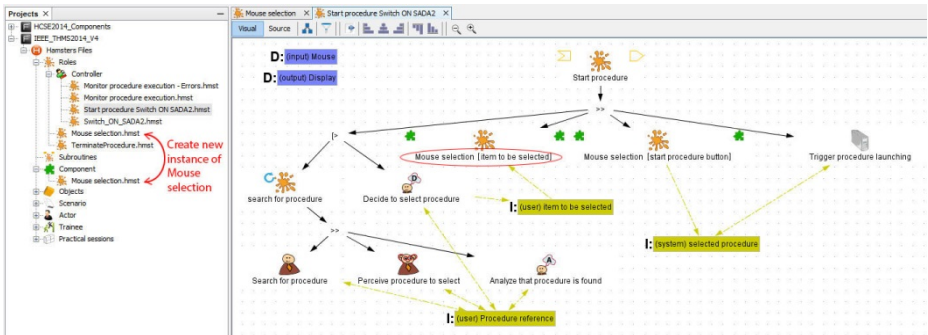 Projects
HCSE2014_Components
IEEE_THMS2014_V4
Hamsters Files
Roles
Controller
Monitor procedure execution - Errors.hmst
Monitor procedure execution.hmst
Start procedure Switch ON SADA2.hmst
Switch_ON_SADA2.hmst
Mouse selection.hmst
TerminateProcedure.hmst
Subroutines
Component
Mouse selection.hmst
Objects
Scenario
Actor
Trainee
Practical sessions
Create new
instance of
Mouse
selection
Mouse selection
Start procedure Switch ON SADA2
Visual Source
D: (input) Mouse
D: (output) Display
Start procedure
>>
[>
Mouse selection [item to be selected]
Mouse selection [start procedure button]
Trigger procedure launching
search for procedure
D
Decide to select procedure
I: (user) item to be selected
I: (system) selected procedure
>>
Search for procedure
Perceive procedure to select
A
Analyze that procedure is found
I: (user) Procedure reference